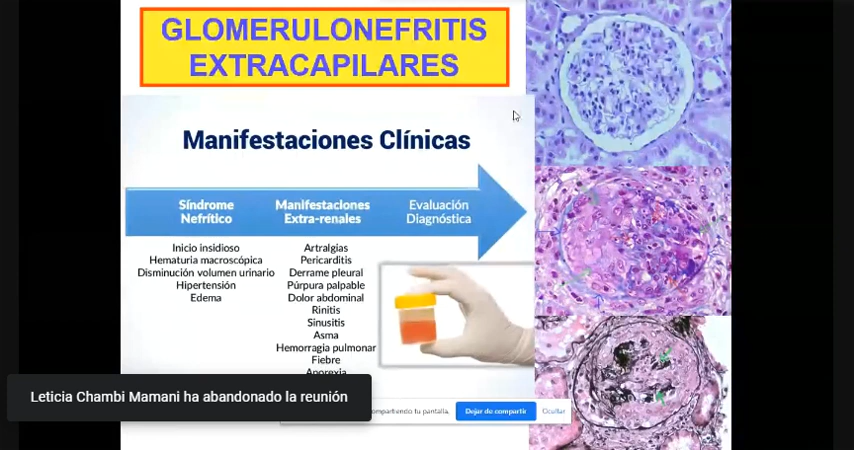 GLOMERULONEFRITIS
EXTRACAPILARES
Manifestaciones Clínicas
Síndrome
Nefrítico
Manifestaciones
Extra-renales
Evaluación
Diagnóstica
Inicio insidioso
Hematuria macroscópica
Disminución volumen urinario
Hipertensión
Edema
Artralgias
Pericarditis
Derrame pleural
Púrpura palpable
Dolor abdominal
Rinitis
Sinusitis
Asma
Hemorragia pulmonar
Fiebre
Anorexia
Leticia Chambi Mamani ha abandonado la reunión
compartiendo tu pantalla.
Dejar de compartir
Ocultar